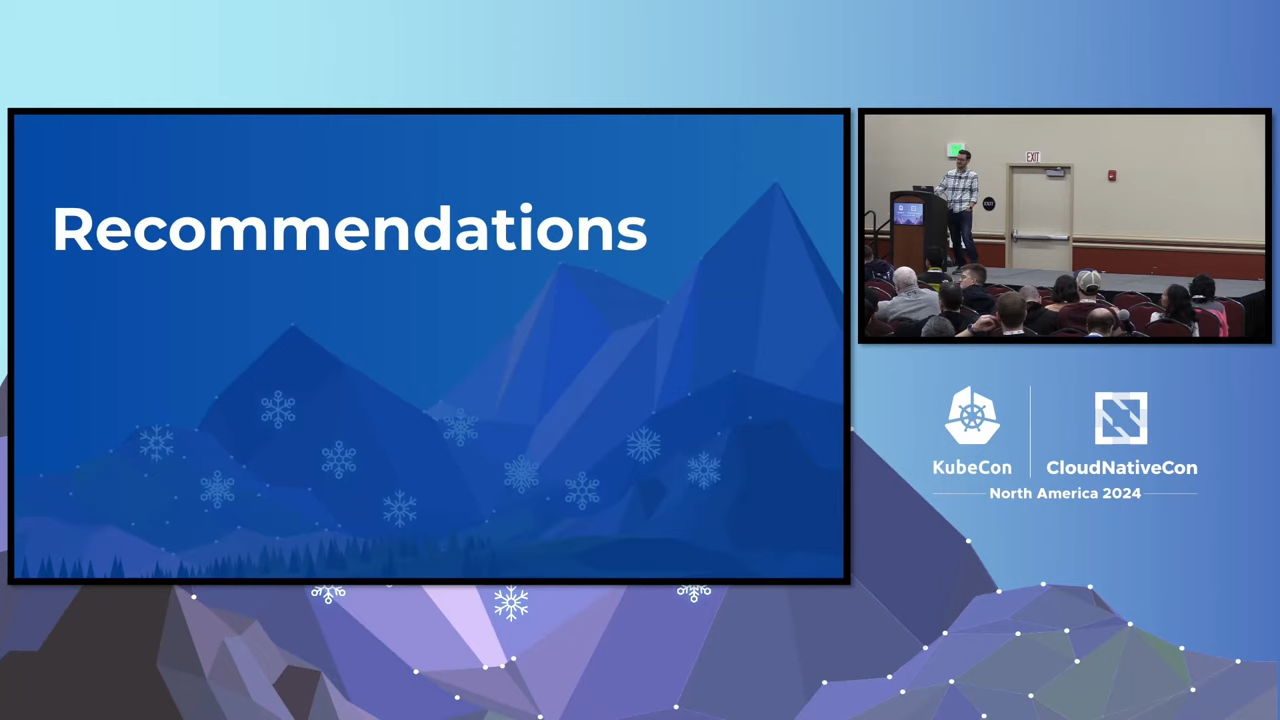 Recommendations
EXIT
KubeCon
CloudNativeCon
North America 2024